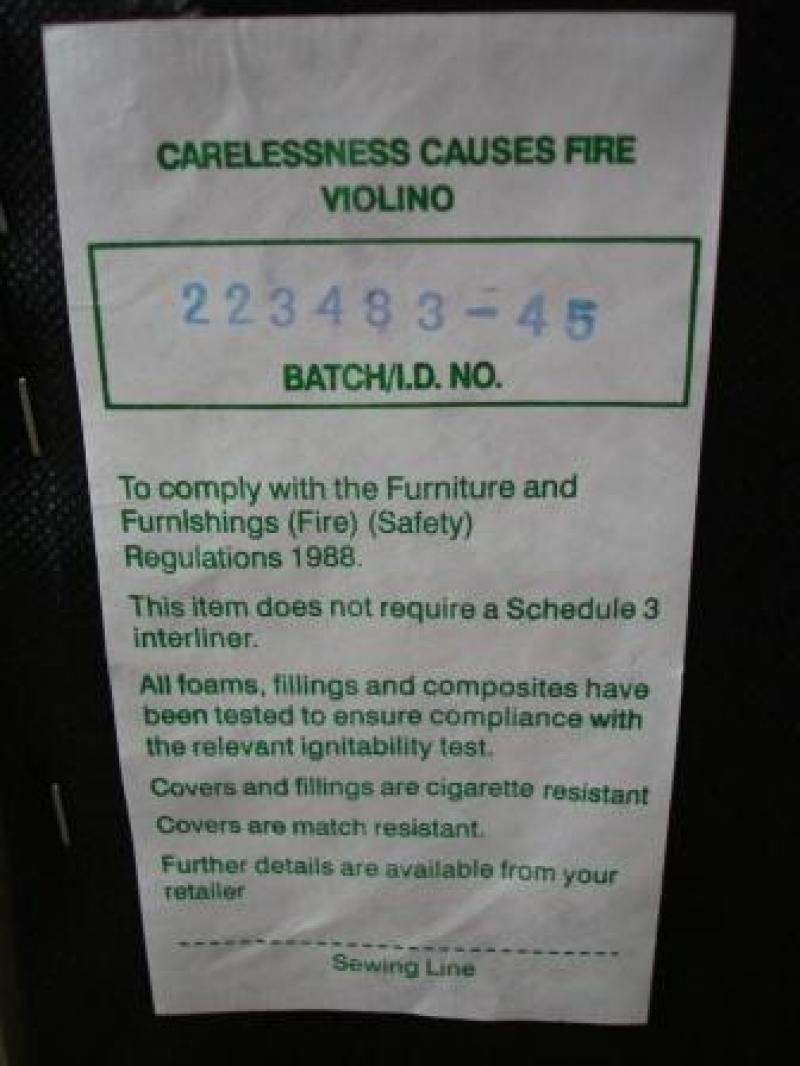 CARELESSNESS CAUSES FIRE
VIOLINO
223483-45
BATCH/I.D. NO.
To comply with the Furniture and
Furnishings (Fire) (Safety)
Regulations 1988.
This item does not require a Schedule 3
interliner.
All foams, fillings and composites have
been tested to ensure compliance with
the relevant ignitability test.
Covers and fillings are cigarette resistant
Covers are match resistant.
Further details are available from your
retailer
Sewing Line